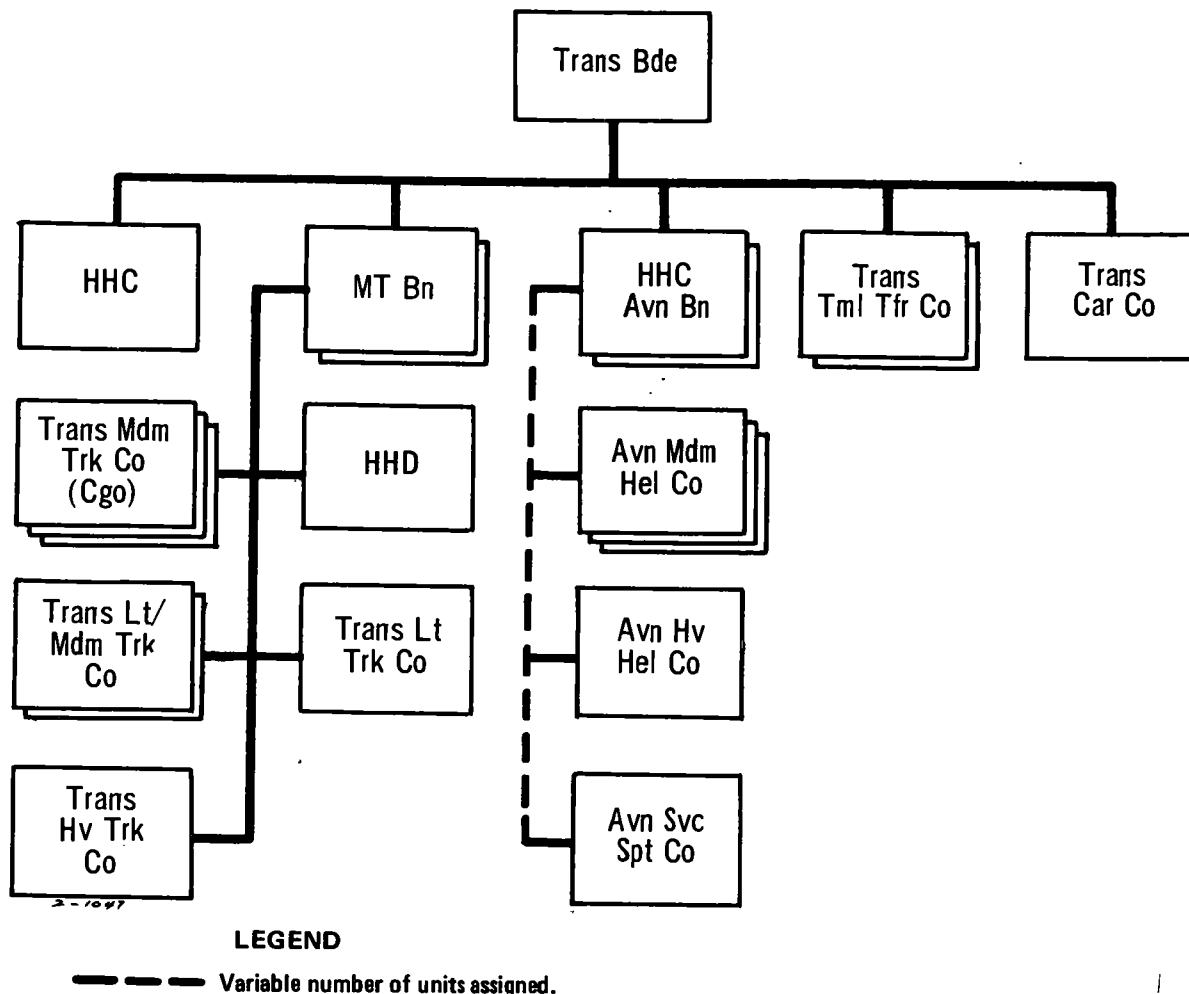 Trans Bde
HHC
MT Bn
HHC
Avn Bn
Trans
Tml Tfr Co
Trans
Car Co
Trans Mdm
Trk Co
(Cgo)
HHD
Avn Mdm
Hel Co
Trans Lt/
Mdm Trk
Co
Trans Lt
Trk Co
Avn Hv
Hel Co
Trans
Hv Trk
Co
Avn Svc
Spt Co
2-1047
LEGEND
Variable number of units assigned.